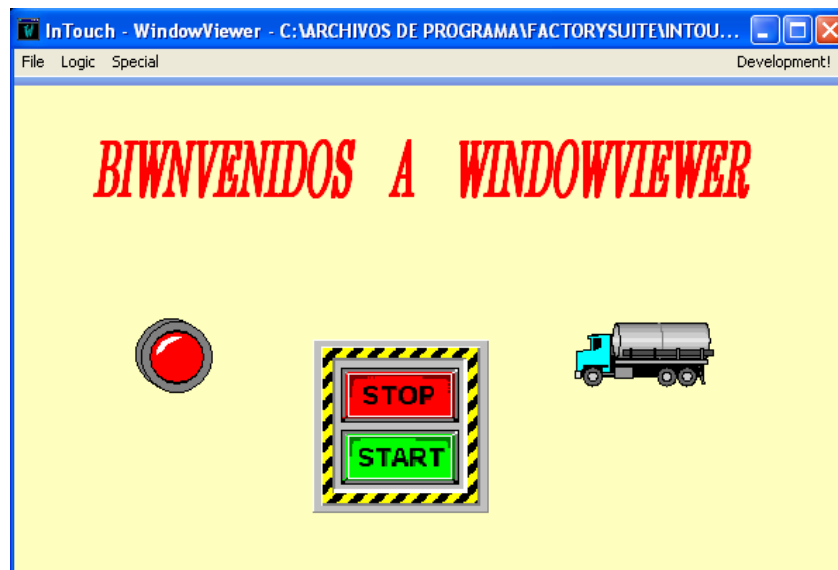 InTouch - WindowViewer - C:\ARCHIVOS DE PROGRAMA\FACTORYSUITE\INTOU...
File Logic Special Development!
BIWNVENIDOS A WINDOWVIEWER
STOP
START